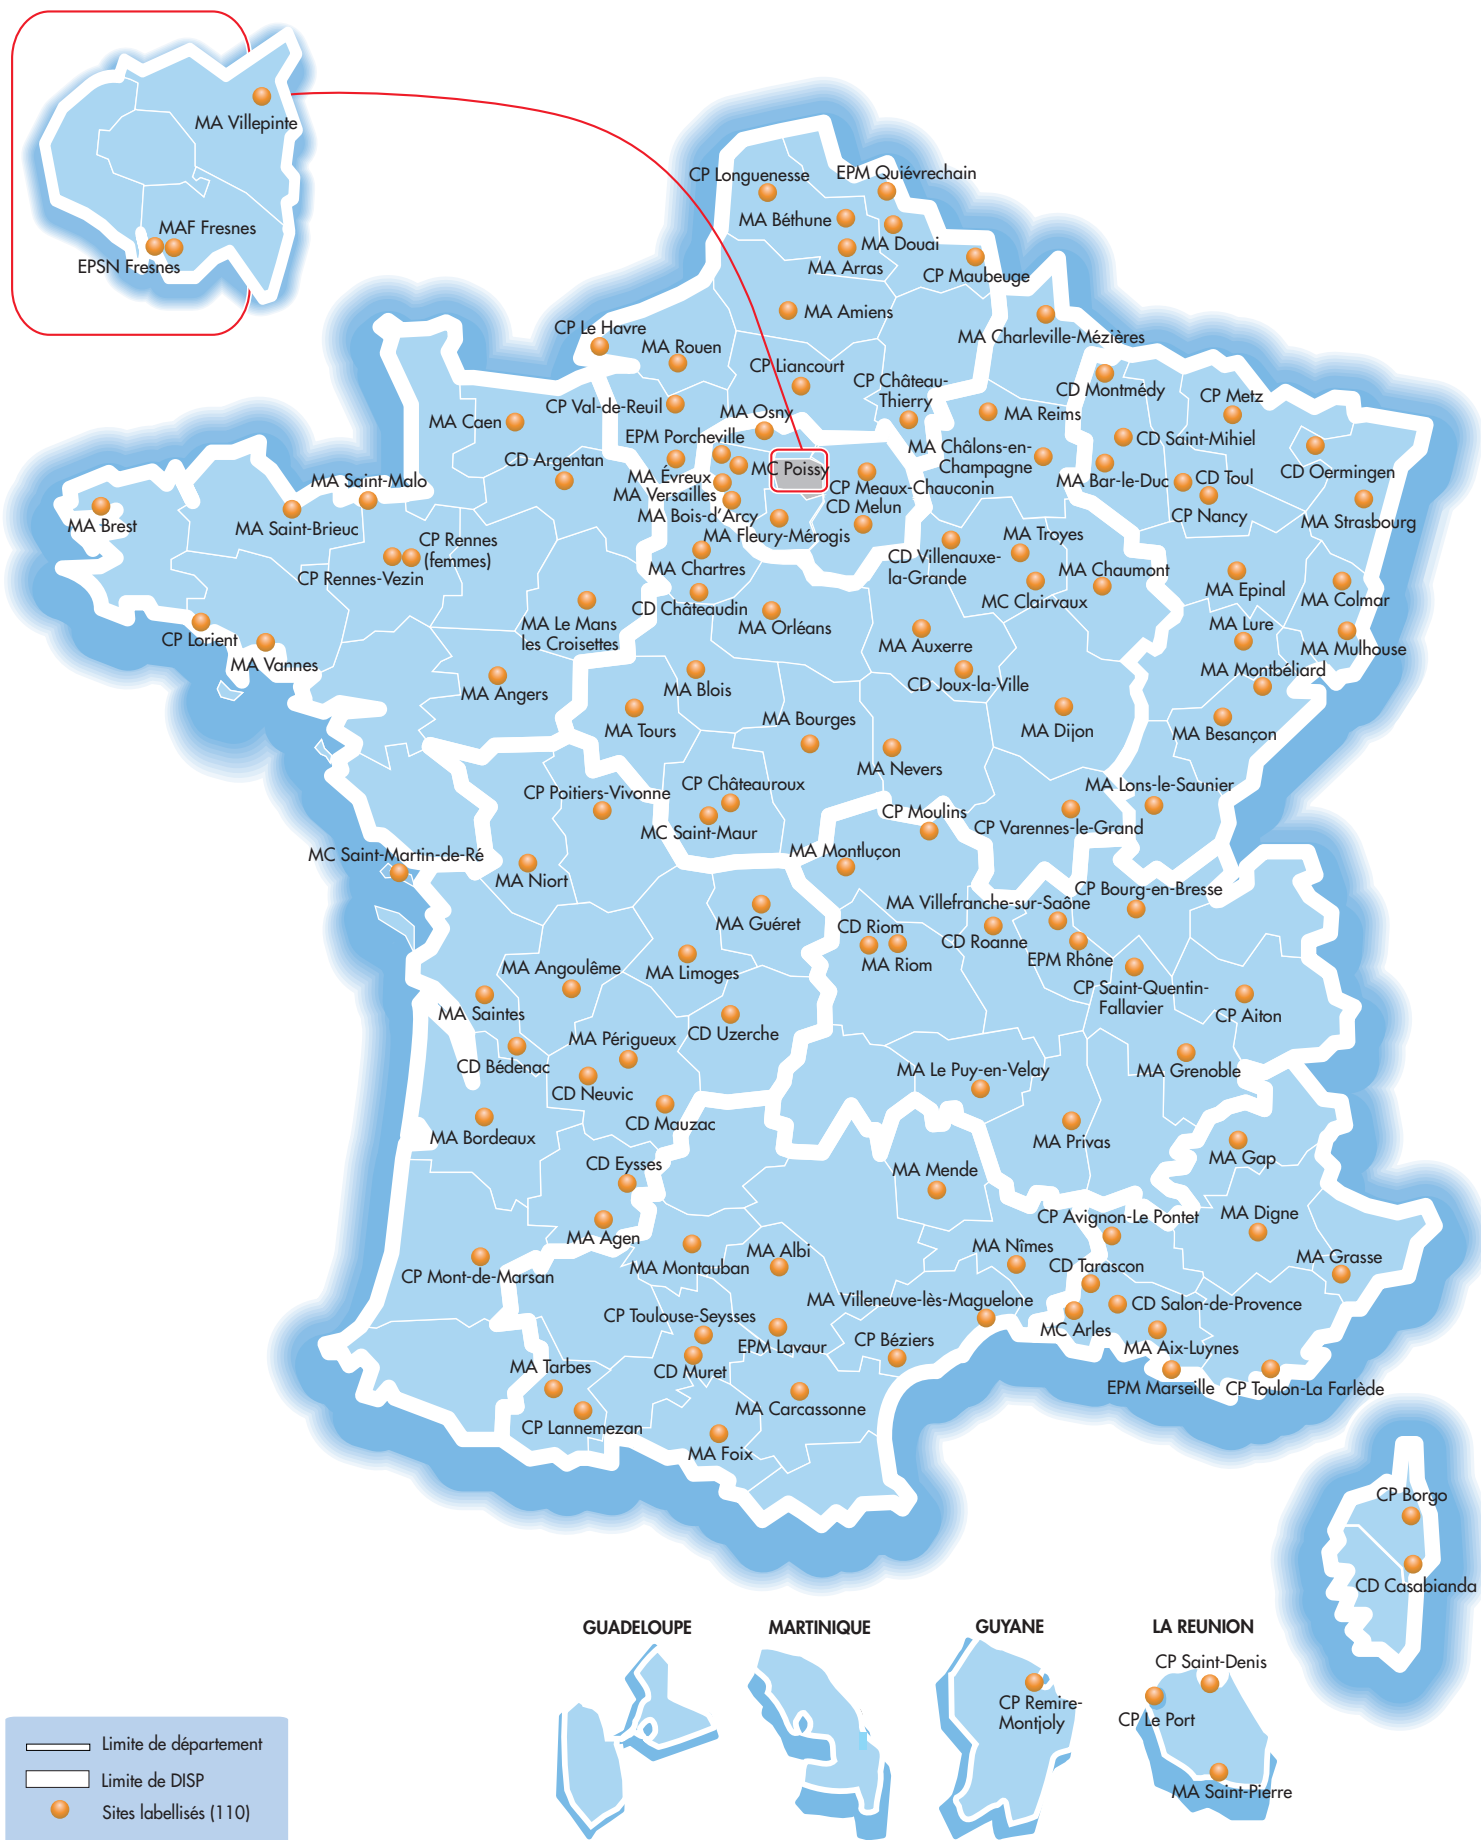 MA Villepinte
MAF Fresnes
EPSN Fresnes
CP Longuenesse
EPM Quiévrechain
MA Béthune
MA Douai
MA Arras
CP Maubeuge
MA Amiens
MA Charleville-Mézières
CP Le Havre
MA Rouen
CP Liancourt
CP Château-
Thierry
CD Montmédy
CP Metz
CP Val-de-Reuil
MA Osny
MA Reims
MA Caen
EPM Porcheville
CD Saint-Mihiel
MA Châlons-en-
Champagne
CD Oermingen
CD Argentan
MC Poissy
MA Évreux
MA Bar-le-Duc
CD Toul
MA Saint-Malo
CP Meaux-Chauconin
MA Versailles
CD Melun
CP Nancy
MA Strasbourg
MA Brest
MA Saint-Brieuc
MA Bois-d'Arcy
MA Fleury-Mérogis
MA Troyes
CP Rennes
(femmes)
CD Villenauxe-
la-Grande
CP Rennes-Vezin
MA Chartres
MA Chaumont
MA Epinal
MA Colmar
CD Châteaudin
MC Clairvaux
MA Le Mans
les Croisettes
MA Orléans
MA Lure
CP Lorient
MA Auxerre
MA Mulhouse
MA Vannes
MA Montbéliard
MA Angers
MA Blois
CD Joux-la-Ville
MA Tours
MA Bourges
MA Dijon
MA Besançon
MA Nevers
CP Poitiers-Vivonne
CP Châteauroux
MA Lons-le-Saunier
CP Moulins
MC Saint-Maur
CP Varennes-le-Grand
MC Saint-Martin-de-Ré
MA Montluçon
MA Niort
CP Bourg-en-Bresse
MA Villefranche-sur-Saône
MA Guéret
CD Riom
CD Roanne
EPM Rhône
MA Riom
MA Angoulême
MA Limoges
CP Saint-Quentin-
Fallavier
MA Saintes
CP Aiton
CD Uzerche
MA Périgueux
CD Bédenac
MA Le Puy-en-Velay
MA Grenoble
CD Neuvic
CD Mauzac
MA Bordeaux
MA Privas
MA Gap
CD Eysses
MA Mende
MA Agen
CP Avignon-Le Pontet
MA Digne
MA Albi
MA Nîmes
MA Grasse
CP Mont-de-Marsan
MA Montauban
CD Tarascon
MA Villeneuve-lès-Maguelone
CD Salon-de-Provence
CP Toulouse-Seysses
MC Arles
EPM Lavaur
CP Béziers
MA Aix-Luynes
MA Tarbes
CD Muret
EPM Marseille
CP Toulon-La Farlède
MA Carcassonne
CP Lannemezan
MA Foix
CP Borgo
CD Casabianda
GUADELOUPE
MARTINIQUE
GUYANE
LA REUNION
CP Saint-Denis
CP Remire-
Montjoly
CP Le Port
MA Saint-Pierre
Limite de département
Limite de DISP
Sites labellisés (110)